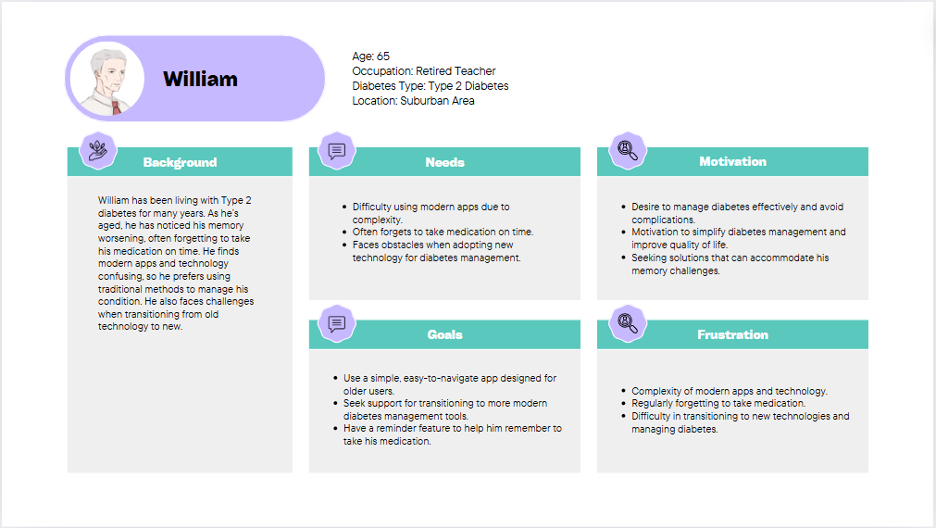 William
Age: 65
Occupation: Retired Teacher
Diabetes Type: Type 2 Diabetes
Location: Suburban Area
Background
William has been living with Type 2
diabetes for many years. As he's
aged, he has noticed his memory
worsening, often forgetting to take
his medication on time. He finds
modern apps and technology
confusing, so he prefers using
traditional methods to manage his
condition. He also faces challenges
when transitioning from old
technology to new.
Needs
• Difficulty using modern apps due to
complexity.
• Often forgets to take medication on time.
• Faces obstacles when adopting new
technology for diabetes management.
Motivation
• Desire to manage diabetes effectively and avoid
complications.
• Motivation to simplify diabetes management and
improve quality of life.
• Seeking solutions that can accommodate his
memory challenges.
Goals
• Use a simple, easy-to-navigate app designed for
older users.
• Seek support for transitioning to more modern
diabetes management tools.
• Have a reminder feature to help him remember to
take his medication.
Frustration
• Complexity of modern apps and technology.
• Regularly forgetting to take medication.
• Difficulty in transitioning to new technologies and
managing diabetes.